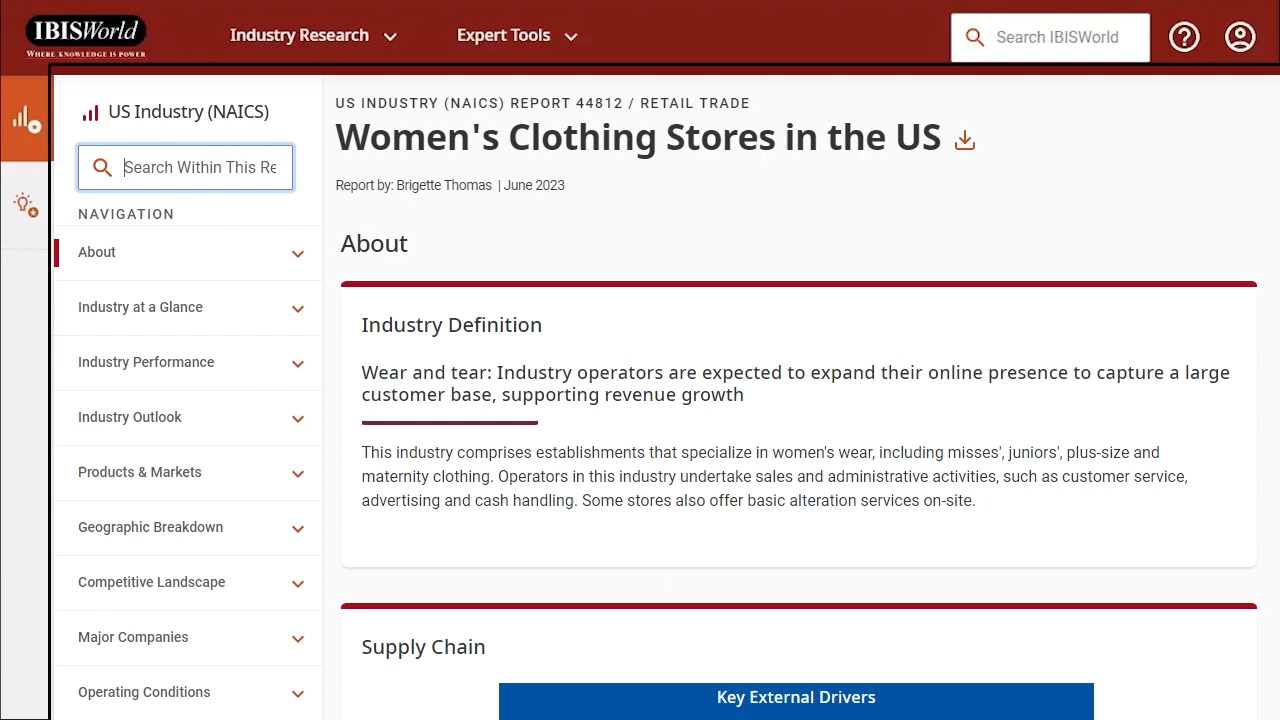 IBISWorld
WHERE KNOWLEDGE IS POWER
Industry Research
Expert Tools
Search IBISWorld
US Industry (NAICS)
Search Within This Re
NAVIGATION
About
Industry at a Glance
Industry Performance
Industry Outlook
Products & Markets
Geographic Breakdown
Competitive Landscape
Major Companies
Operating Conditions
US INDUSTRY (NAICS) REPORT 44812 / RETAIL TRADE
Women's Clothing Stores in the US
Report by: Brigette Thomas | June 2023
About
Industry Definition
Wear and tear: Industry operators are expected to expand their online presence to capture a large
customer base, supporting revenue growth
This industry comprises establishments that specialize in women's wear, including misses', juniors', plus-size and
maternity clothing. Operators in this industry undertake sales and administrative activities, such as customer service,
advertising and cash handling. Some stores also offer basic alteration services on-site.
Supply Chain
Key External Drivers